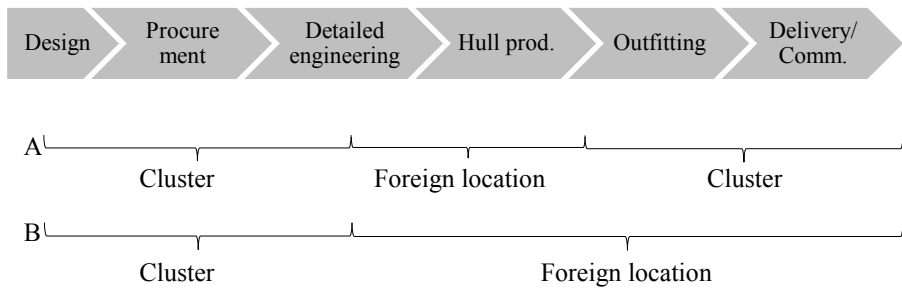 Design
Procure
ment
Detailed
engineering
Hull prod.
Outfitting
Delivery/
Comm.
A
Cluster
Foreign location
Cluster
B
Cluster
Foreign location